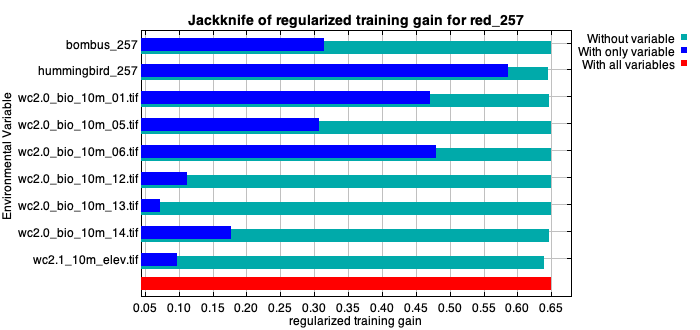 Jackknife of regularized training gain for red_257
Without variable
With only variable
With all variables
Environmental Variable
bombus_257
hummingbird_257
wc2.0_bio_10m_01.tif
wc2.0_bio_10m_05.tif
wc2.0_bio_10m_06.tif
wc2.0_bio_10m_12.tif
wc2.0_bio_10m_13.tif
wc2.0_bio_10m_14.tif
wc2.1_10m_elev.tif
0.05 0.10 0.15 0.20 0.25 0.30 0.35 0.40 0.45 0.50 0.55 0.60 0.65
regularized training gain